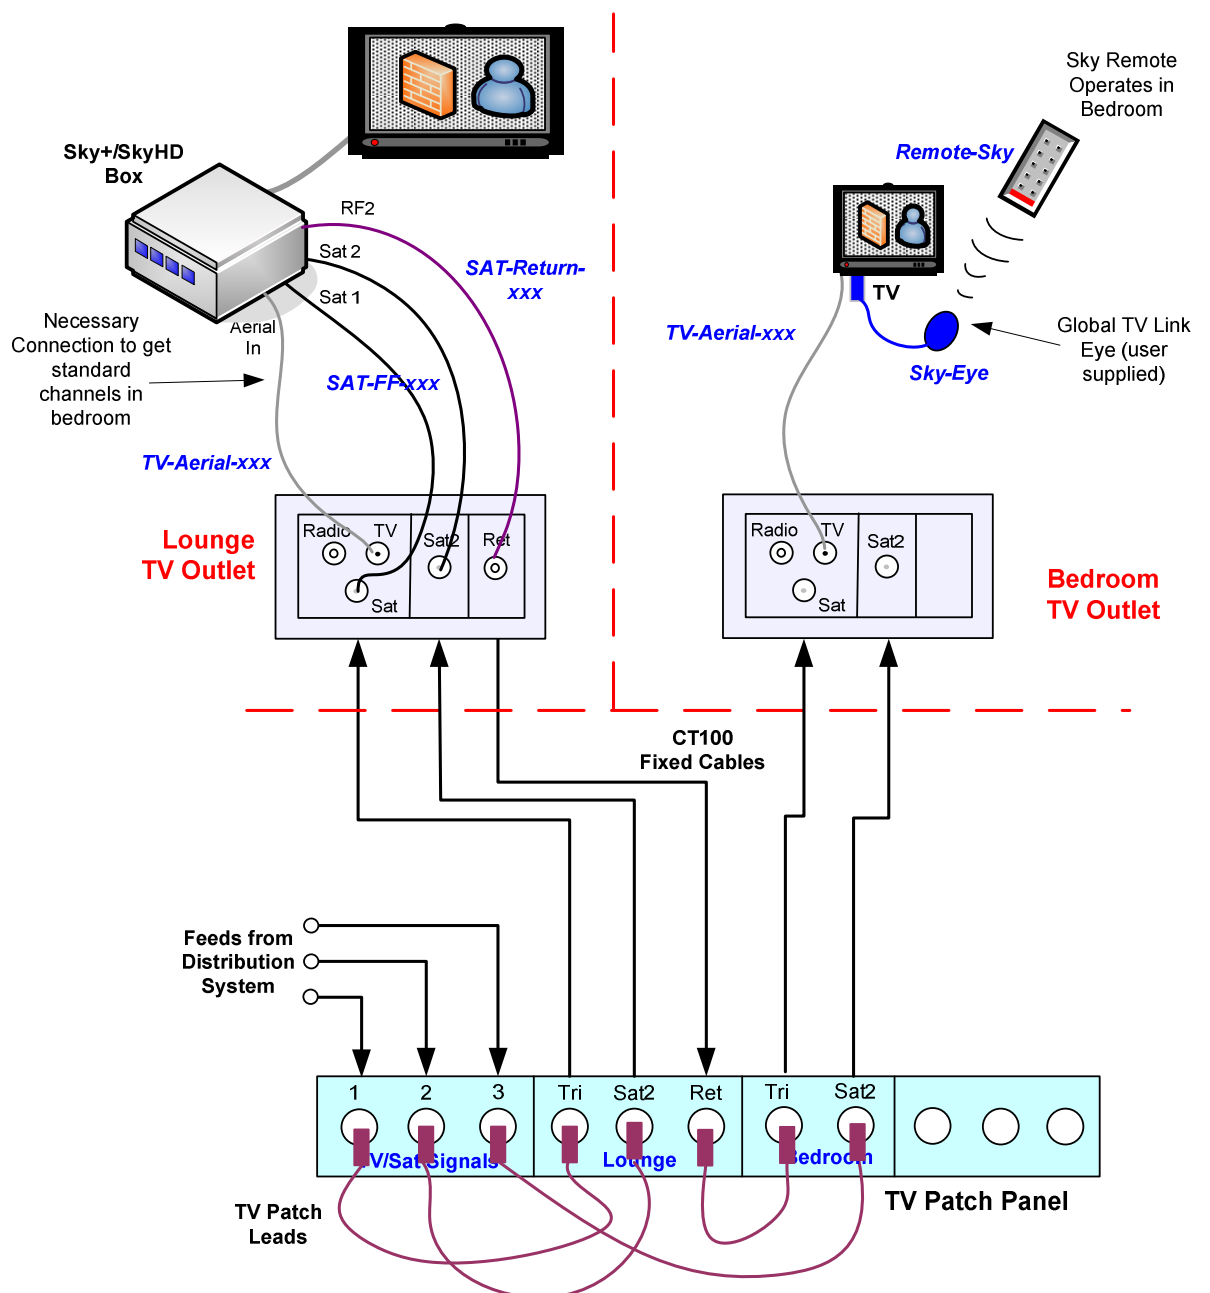 Sky Remote
Operates in
Bedroom
Sky+/SkyHD
Box
Remote-Sky
RF2
Sat 2
SAT-Return-
xxx
Sat 1
TV
Necessary
Connection to get
standard
channels in
bedroom
Aerial
In
TV-Aerial-xxx
Global TV Link
Eye (user
supplied)
SAT-FF-xxx
Sky-Eye
TV-Aerial-xxx
Lounge
TV Outlet
Radio
TV
Sat2
Ret
Sat
Radio
TV
Sat2
Sat
Bedroom
TV Outlet
CT100
Fixed Cables
Feeds from
Distribution
System
1
2
3
Tri
Sat2
Ret
Tri
Sat2
TV/Sat Signals
Lounge
Bedroom
TV Patch Panel
TV Patch
Leads